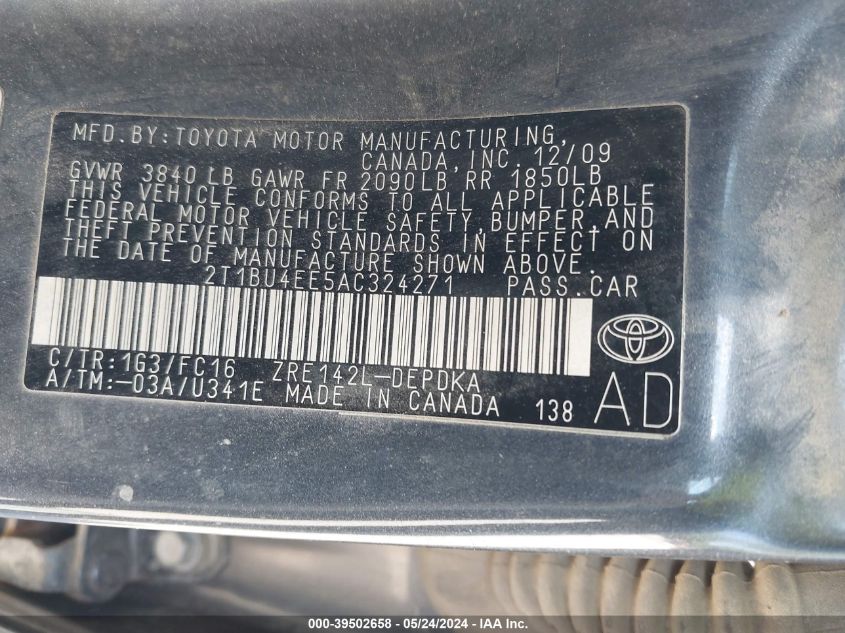 MFD.BY:TOYOTA MOTOR MANUFACTURING,
CANADA,INC. 12/09
GVWR 3840 LB GAWR FR 2090LB RR 1850LB
THIS VEHICLE CONFORMS TO ALL APPLICABLE
FEDERAL MOTOR VEHICLE SAFETY,BUMPER,AND
THEFT PREVENTION STANDARDS IN EFFECT ON
THE DATE OF MANUFACTURE SHOWN ABOVE.
2T1BU4EE5AC324271 PASS.CAR
C/TR:1G3/FC16 ZRE142L-DEPDKA
A/TM:-03A/U341E MADE IN CANADA 138 AD
000-39502658 - 05/24/2024 - IAA Inc.